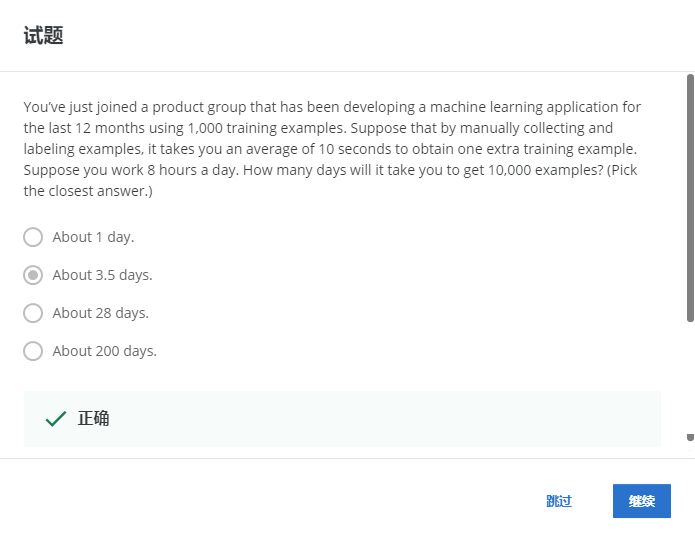 试题
You've just joined a product group that has been developing a machine learning application for
the last 12 months using 1,000 training examples. Suppose that by manually collecting and
labeling examples, it takes you an average of 10 seconds to obtain one extra training example.
Suppose you work 8 hours a day. How many days will it take you to get 10,000 examples? (Pick
the closest answer.)
About 1 day.
About 3.5 days.
About 28 days.
About 200 days.
正确
跳过
继续